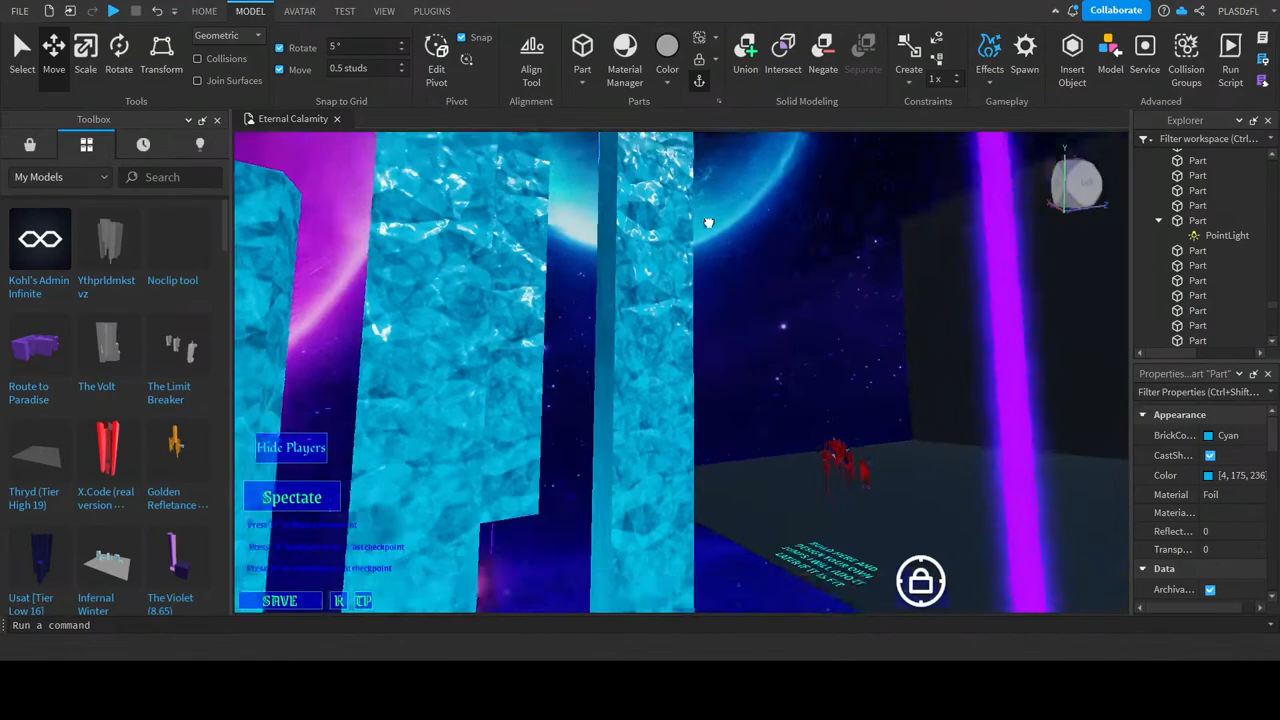 FILE HOME MODEL AVATAR TEST VIEW PLUGINS Collaborate PLASDzFL
Select Move Scale Rotate Transform
Geometric
Collisions
Join Surfaces
Rotate 5 °
Move 0.5 studs
Edit Pivot Snap
Align Tool
Part Material Manager Color
Union Intersect Negate Separate
Create 1 x
Effects Spawn
Insert Object Model Service Collision Groups Run Script
Tools Snap to Grid Pivot Alignment Parts Solid Modeling Constraints Gameplay Advanced
Toolbox
My Models Search
Kohl's Admin Infinite
Ythprldmkst vz
Noclip tool
Route to Paradise
The Volt
The Limit Breaker
Thryd (Tier High 19)
X.Code (real version ...
Golden Refletance ...
Usat [Tier Low 16]
Infernal Winter
The Violet (8.65)
Eternal Calamity
Hide Players
Spectate
SAVE R TP
Left
Y
Z
Explorer
Filter workspace (Ctrl+Shift...
Part
Part
Part
Part
Part
PointLight
Part
Part
Part
Part
Part
Part
Part
Properties...art "Part"
Filter Properties (Ctrl+Shift...
Appearance
BrickCo... Cyan
CastSh...
Color [4, 175, 236]
Material Foil
Materia...
Reflect... 0
Transp... 0
Data
Archiva...
Run a command